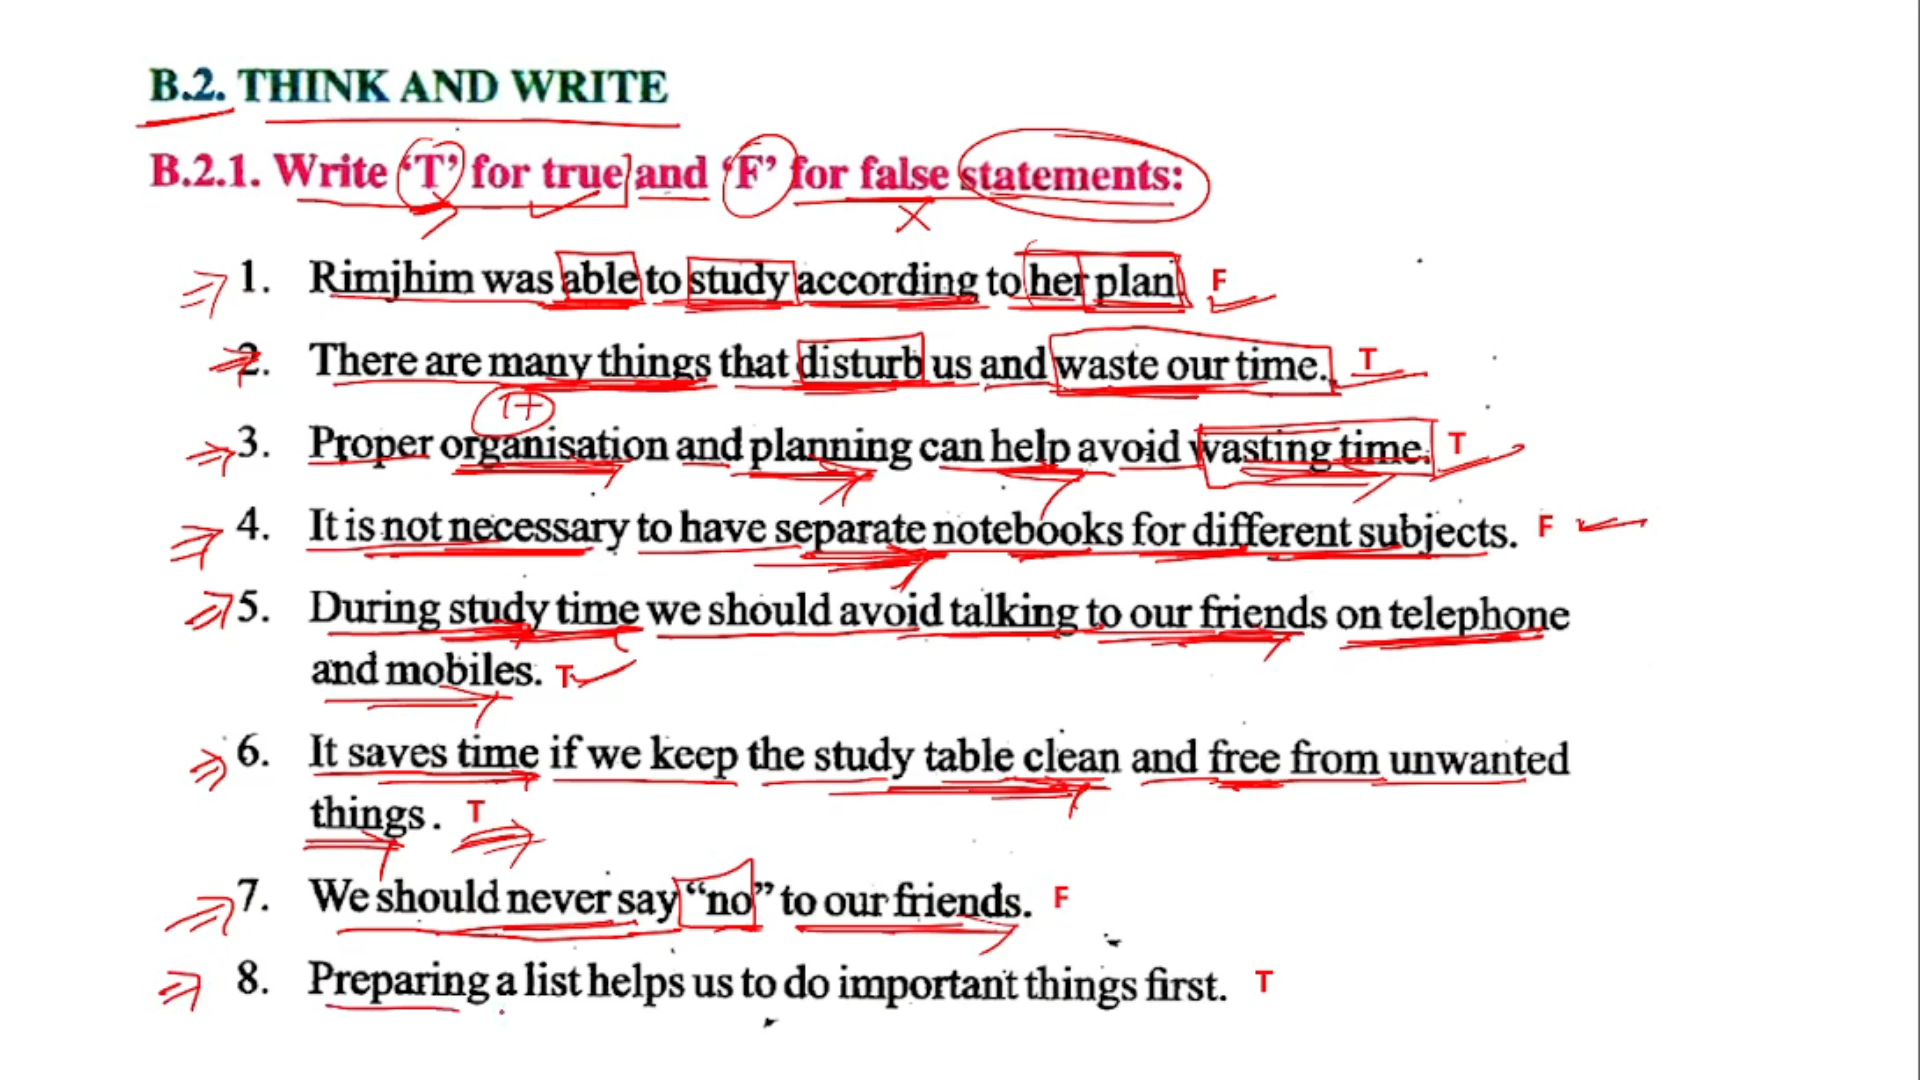 B.2. THINK AND WRITE
B.2.1. Write ‘T’ for true and ‘F’ for false statements:
1. Rimjhim was able to study according to her plan. F
2. There are many things that disturb us and waste our time. T
3. Proper organisation and planning can help avoid wasting time. T
4. It is not necessary to have separate notebooks for different subjects. F
5. During study time we should avoid talking to our friends on telephone
and mobiles. T
6. It saves time if we keep the study table clean and free from unwanted
things. T
7. We should never say “no” to our friends. F
8. Preparing a list helps us to do important things first. T